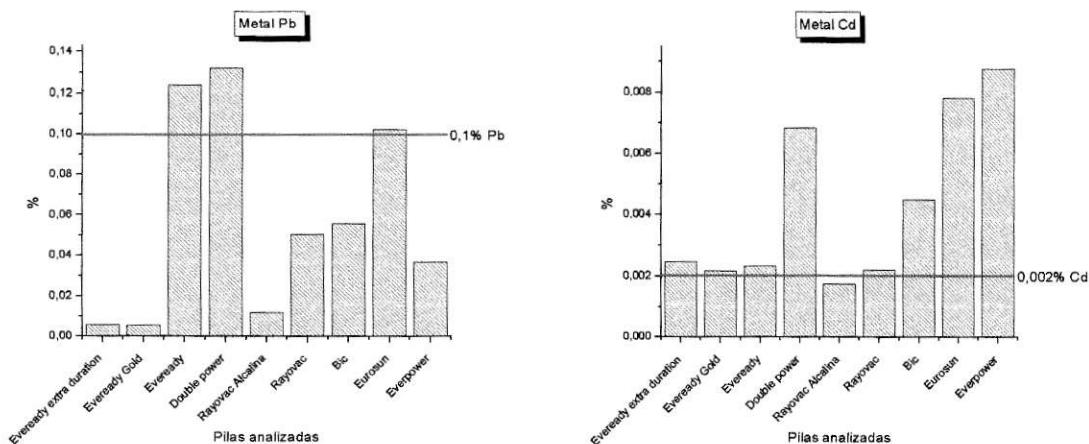 Metal Pb
0,14
0,12
0,10
0,08
0,06
0,04
0,02
0,00
%
0,1% Pb
Eveready extra duration
Eveready Gold
Eveready
Double power
Rayovac Alcalina
Rayovac
Bic
Eurosun
Everpower
Pilas analizadas
Metal Cd
0,008
0,006
0,004
0,002
0,000
%
0,002% Cd
Eveready extra duration
Eveready Gold
Eveready
Double power
Rayovac Alcalina
Rayovac
Bic
Eurosun
Everpower
Pilas analizadas